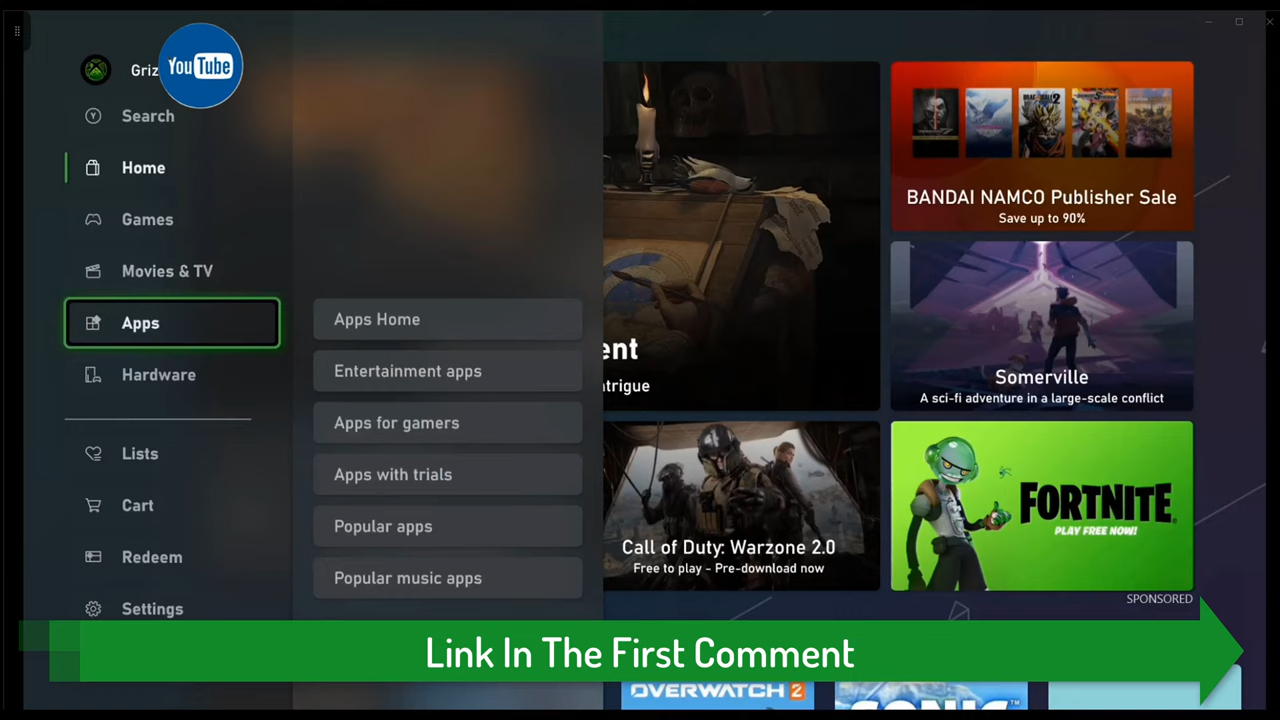 YouTube
Griz
Search
Home
Games
Movies & TV
Apps
Hardware
Lists
Cart
Redeem
Settings
Apps Home
Entertainment apps
Apps for gamers
Apps with trials
Popular apps
Popular music apps
ent
trigue
BANDAI NAMCO Publisher Sale
Save up to 90%
Somerville
A sci-fi adventure in a large-scale conflict
Call of Duty: Warzone 2.0
Free to play - Pre-download now
FORTNITE
PLAY FREE NOW!
SPONSORED
Link In The First Comment
OVERWATCH 2
SONIC